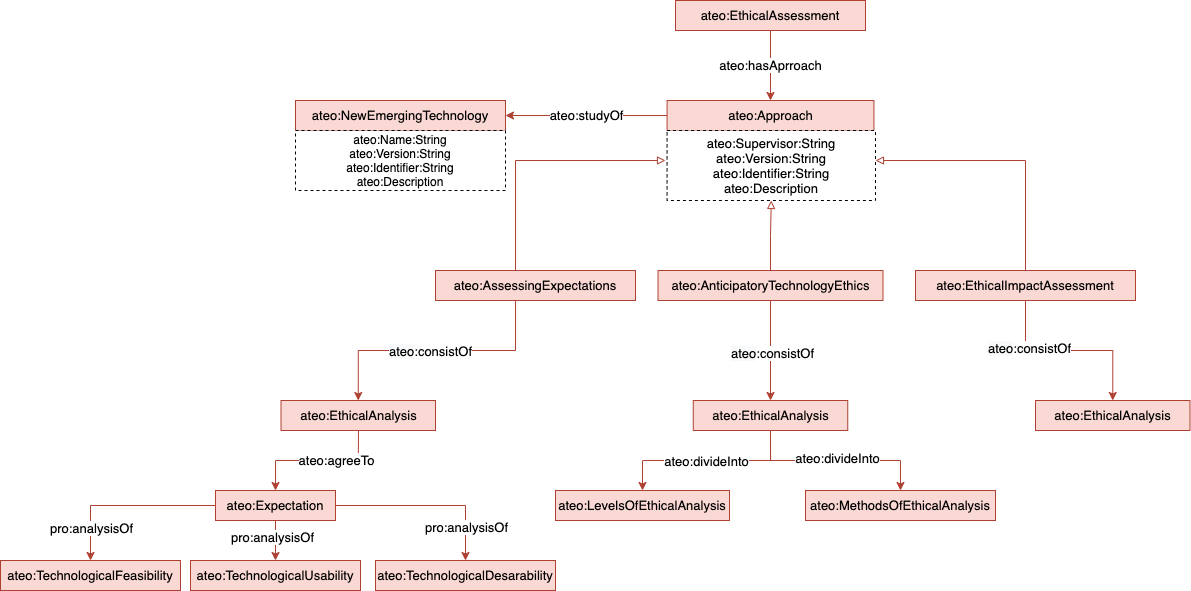 ateo:EthicalAssessment
ateo:hasAprroach
ateo:NewEmergingTechnology
ateo:studyOf
ateo:Approach
ateo:Name:String
ateo:Version:String
ateo:Identifier:String
ateo:Description
ateo:Supervisor:String
ateo:Version:String
ateo:Identifier:String
ateo:Description
ateo:AssessingExpectations
ateo:AnticipatoryTechnologyEthics
ateo:EthicalImpactAssessment
ateo:consistOf
ateo:consistOf
ateo:consistOf
ateo:EthicalAnalysis
ateo:EthicalAnalysis
ateo:EthicalAnalysis
ateo:agreeTo
ateo:divideInto
ateo:divideInto
ateo:Expectation
ateo:LevelsOfEthicalAnalysis
ateo:MethodsOfEthicalAnalysis
pro:analysisOf
pro:analysisOf
pro:analysisOf
ateo:TechnologicalFeasibility
ateo:TechnologicalUsability
ateo:TechnologicalDesarability